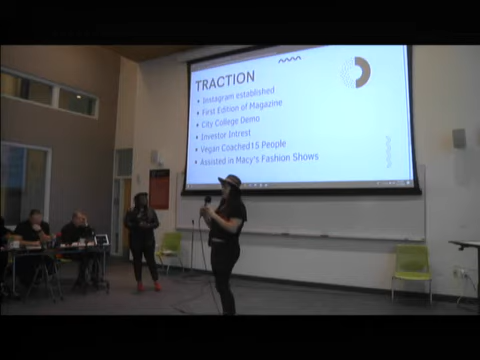 TRACTION
• Instagram established
• First Edition of Magazine
• City College Demo
• Investor Intrest
• Vegan Coached15 People
• Assisted in Macy's Fashion Shows